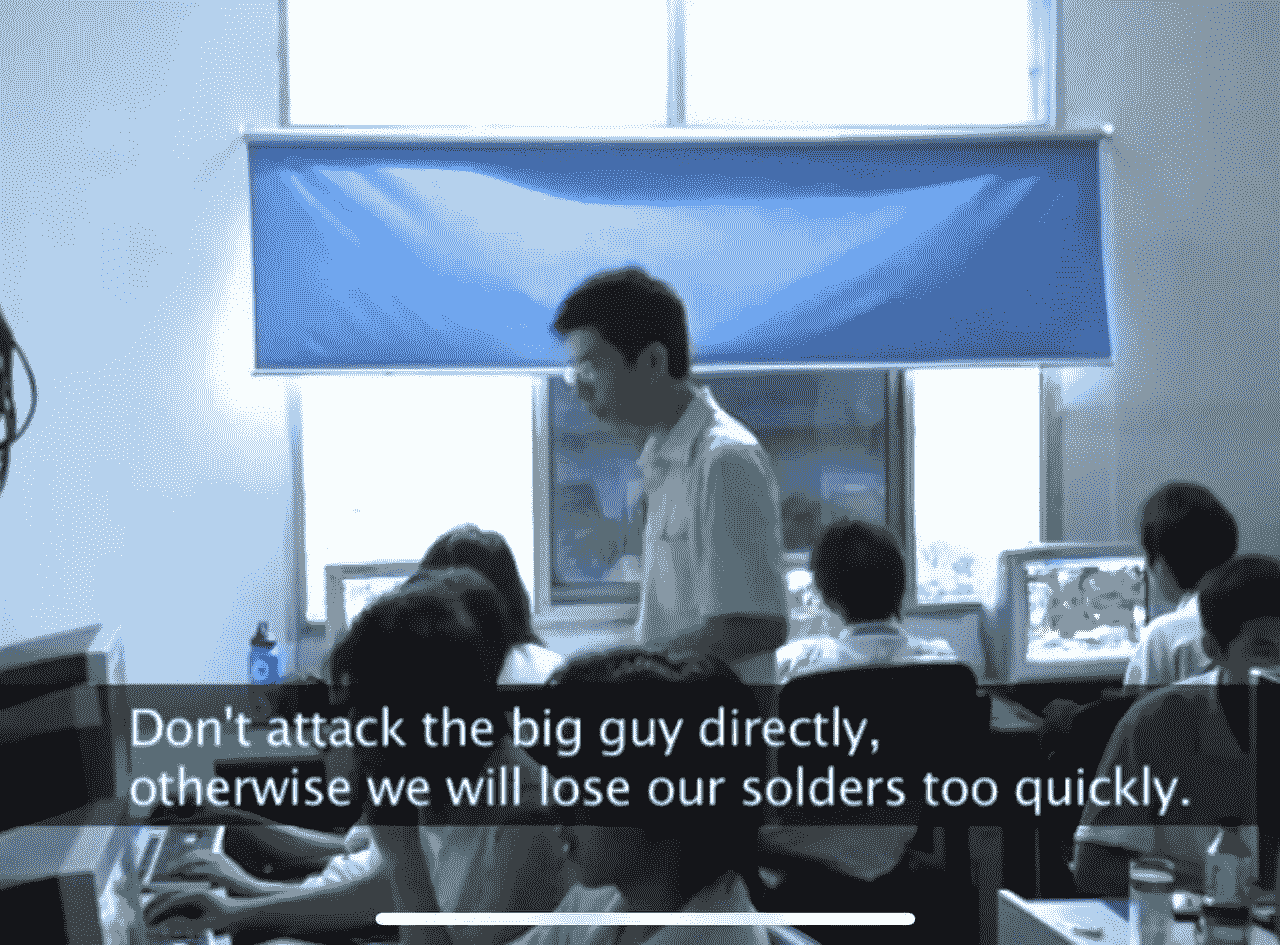 Don't attack the big guy directly,
otherwise we will lose our solders too quickly.